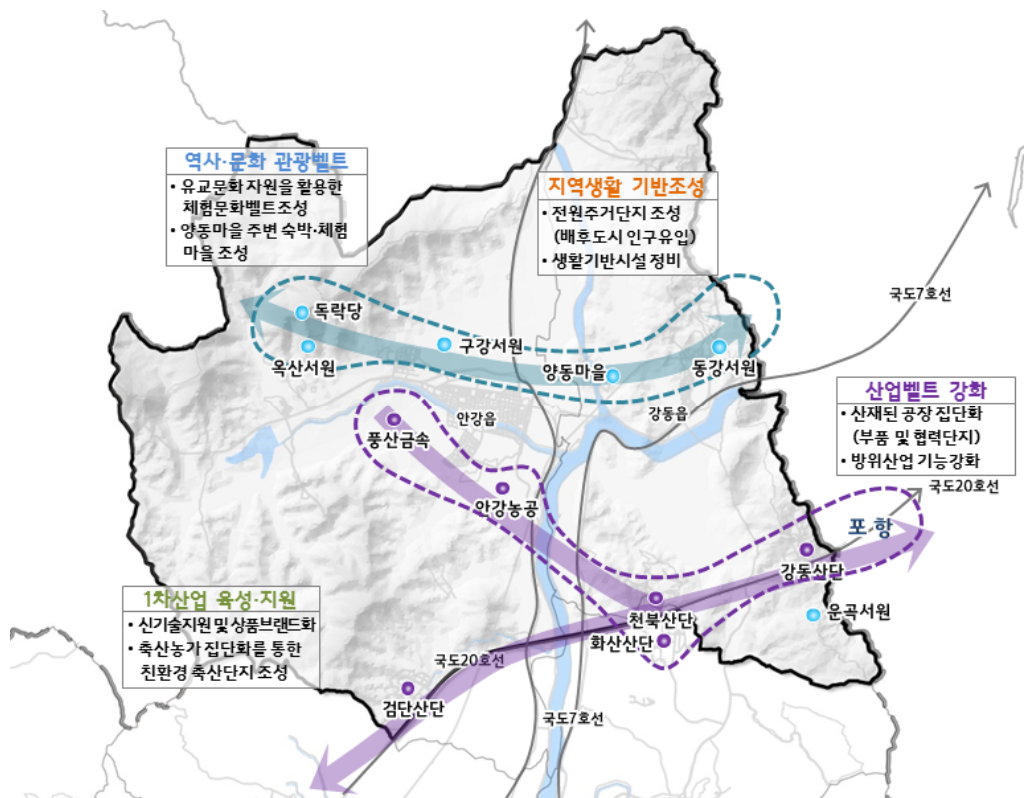 역사·문화 관광벨트
• 유교문화 자원을 활용한
체험문화벨트조성
• 양동마을 주변 숙박·체험
마을 조성
지역생활 기반조성
• 전원주거단지 조성
(배후도시 인구유입)
• 생활기반시설 정비
국도7호선
독락당
옥산서원
구강서원
양동마을
동강서원
산업벨트 강화
• 산재된 공장 집단화
(부품 및 협력단지)
• 방위산업 기능강화
안강읍
강동읍
풍산금속
국도20호선
안강농공
포항
강동산단
1차산업 육성·지원
• 신기술지원 및 상품브랜드화
• 축산농가 집단화를 통한
친환경 축산단지 조성
천북산단
운곡서원
화산산단
국도20호선
검단산단
국도7호선